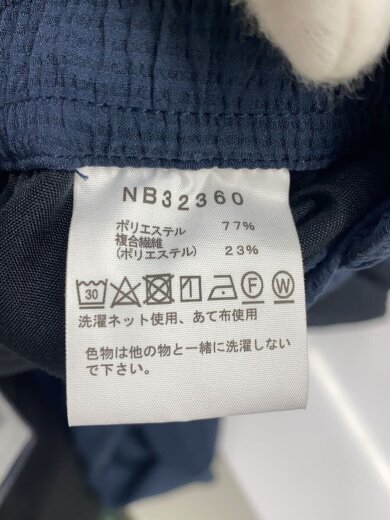 NB32360
ポリエステル 77%
複合繊維
(ポリエステル) 23%
30 F W
洗濯ネット使用、あて布使用
色物は他の物と一緒に洗濯しない
で下さい。